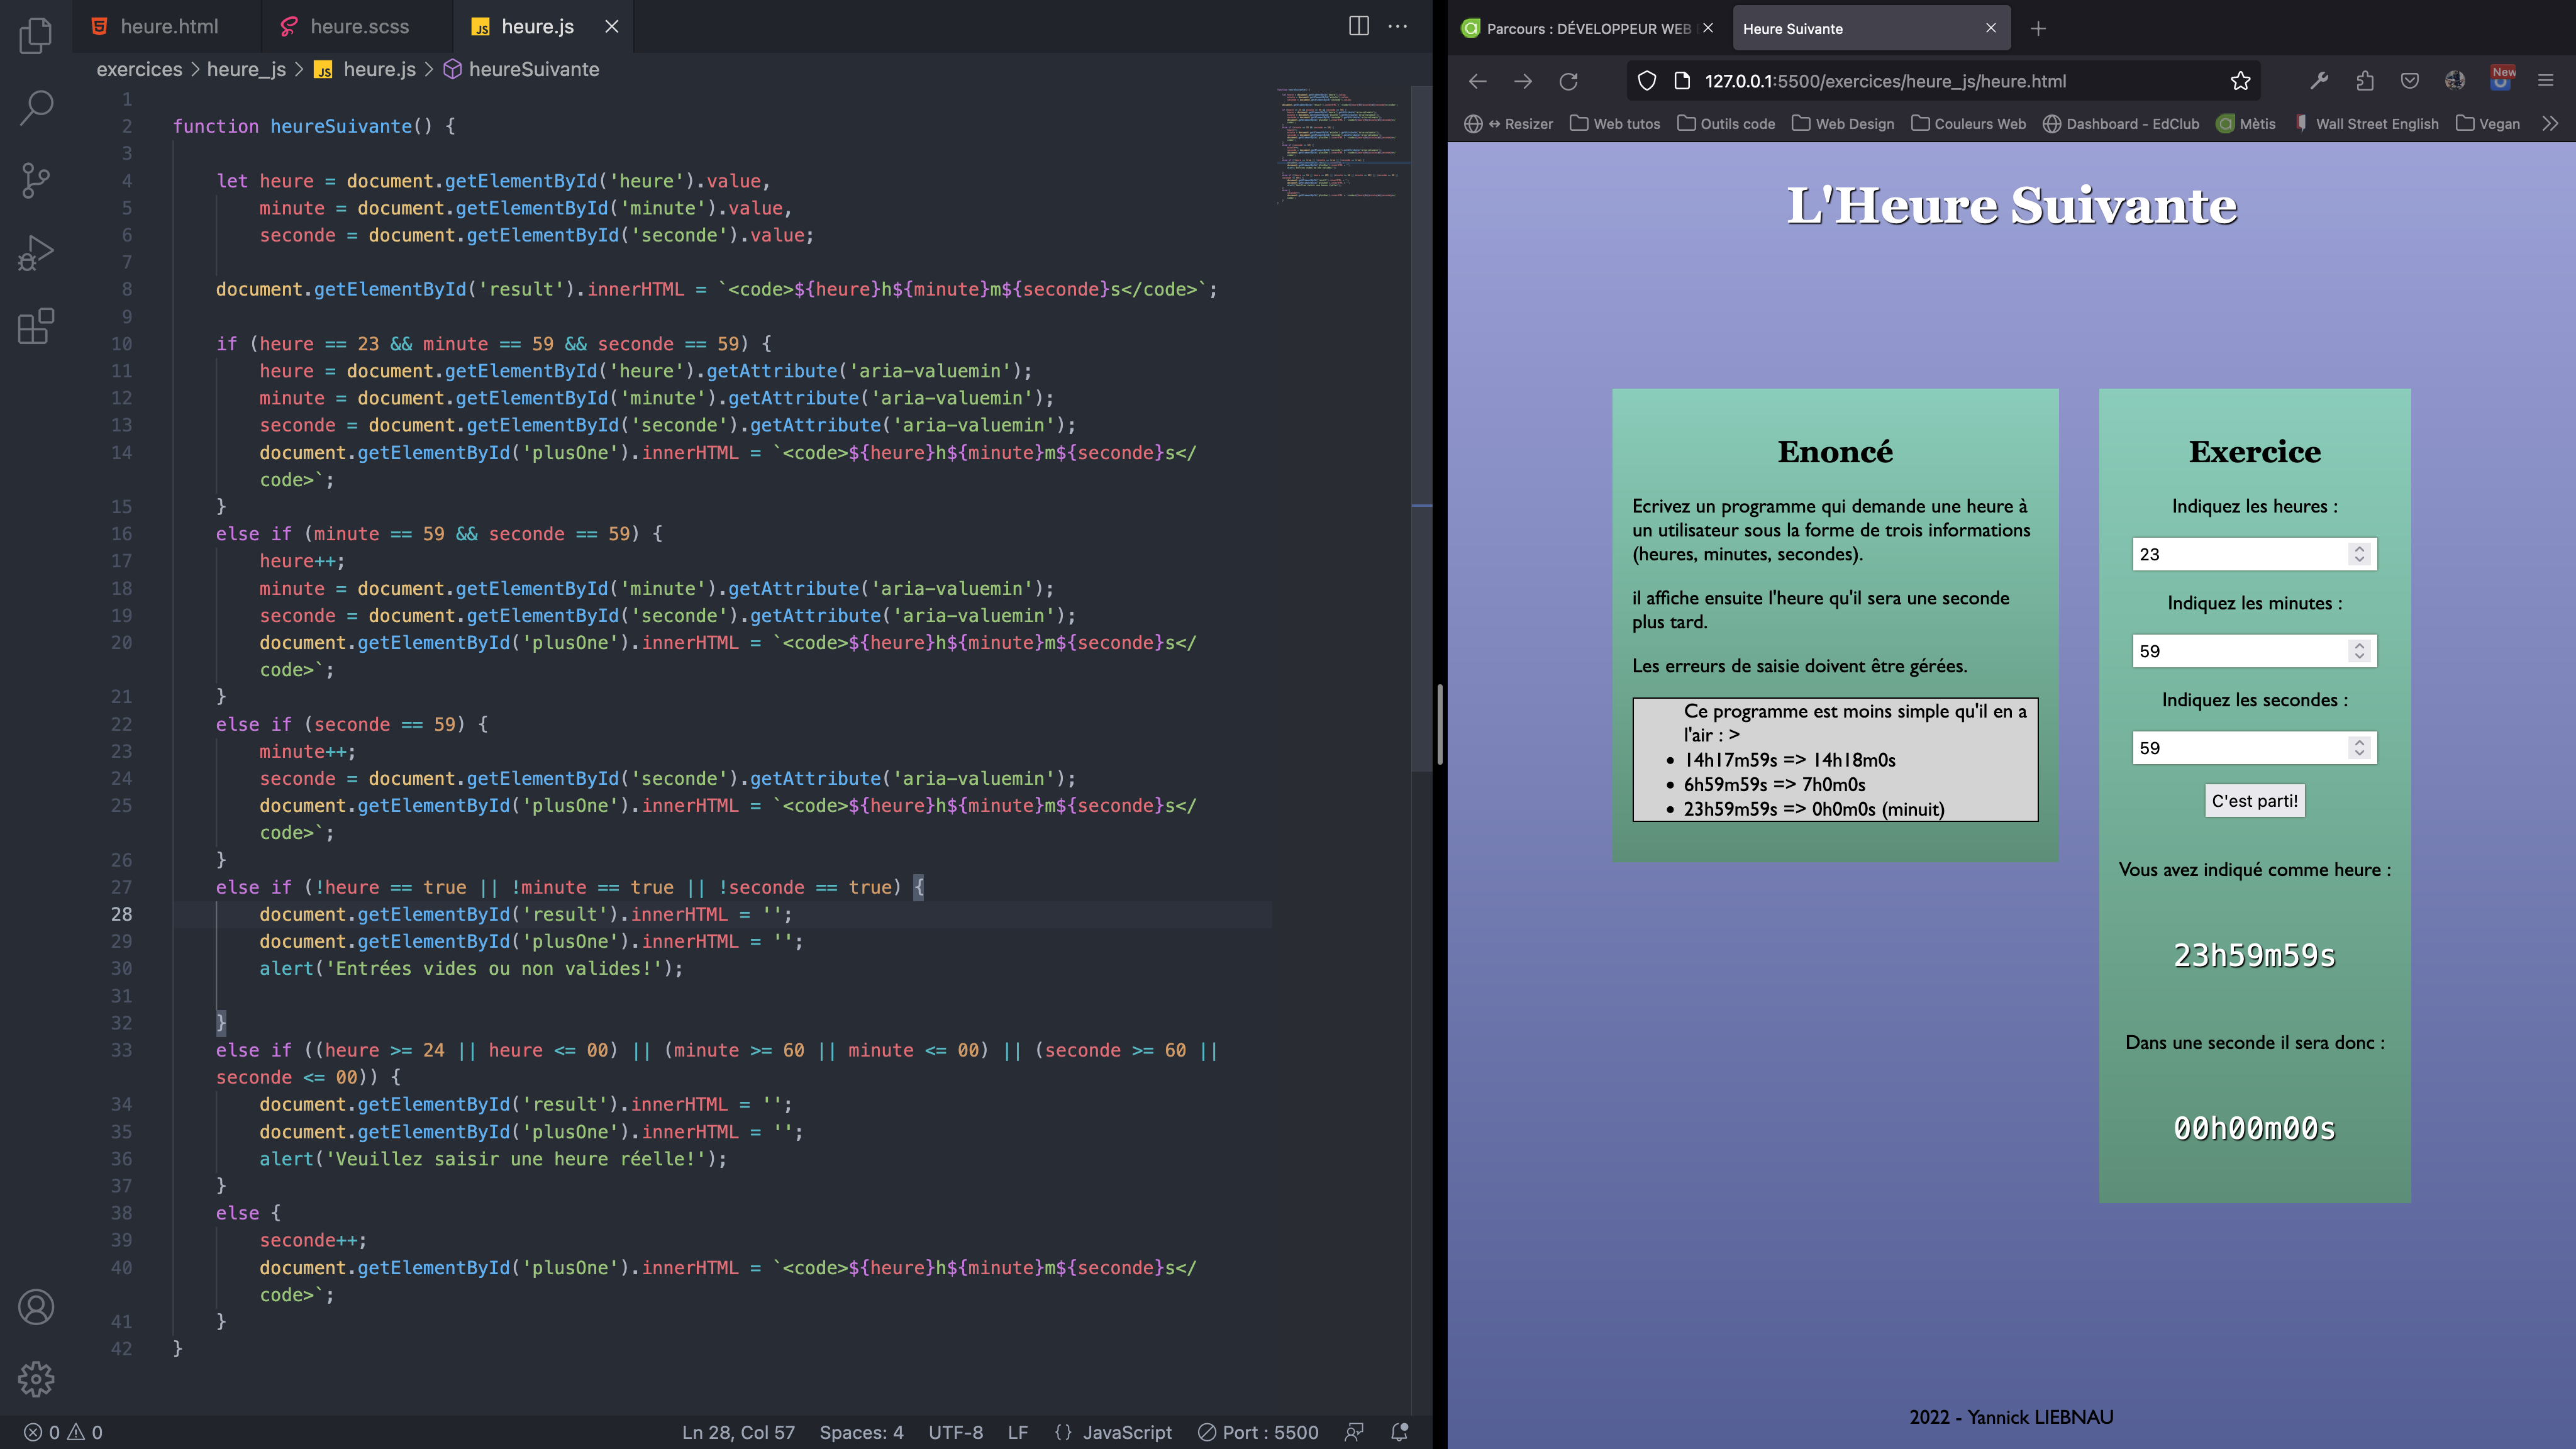 heure.html
heure.scss
JS heure.js
exercices > heure_js > JS heure.js > heureSuivante
1
2 function heureSuivante() {
3
4 let heure = document.getElementById('heure').value,
5 minute = document.getElementById('minute').value,
6 seconde = document.getElementById('seconde').value;
7
8 document.getElementById('result').innerHTML = `<code>${heure}h${minute}m${seconde}s</code>`;
9
10 if (heure == 23 && minute == 59 && seconde == 59) {
11 heure = document.getElementById('heure').getAttribute('aria-valuemin');
12 minute = document.getElementById('minute').getAttribute('aria-valuemin');
13 seconde = document.getElementById('seconde').getAttribute('aria-valuemin');
14 document.getElementById('plusOne').innerHTML = `<code>${heure}h${minute}m${seconde}s</
code>`;
15 }
16 else if (minute == 59 && seconde == 59) {
17 heure++;
18 minute = document.getElementById('minute').getAttribute('aria-valuemin');
19 seconde = document.getElementById('seconde').getAttribute('aria-valuemin');
20 document.getElementById('plusOne').innerHTML = `<code>${heure}h${minute}m${seconde}s</
code>`;
21 }
22 else if (seconde == 59) {
23 minute++;
24 seconde = document.getElementById('seconde').getAttribute('aria-valuemin');
25 document.getElementById('plusOne').innerHTML = `<code>${heure}h${minute}m${seconde}s</
code>`;
26 }
27 else if (!heure == true || !minute == true || !seconde == true) {
28 document.getElementById('result').innerHTML = '';
29 document.getElementById('plusOne').innerHTML = '';
30 alert('Entrées vides ou non valides!');
31
32 }
33 else if ((heure >= 24 || heure <= 00) || (minute >= 60 || minute <= 00) || (seconde >= 60 ||
seconde <= 00)) {
34 document.getElementById('result').innerHTML = '';
35 document.getElementById('plusOne').innerHTML = '';
36 alert('Veuillez saisir une heure réelle!');
37 }
38 else {
39 seconde++;
40 document.getElementById('plusOne').innerHTML = `<code>${heure}h${minute}m${seconde}s</
code>`;
41 }
42 }
0 0
Ln 28, Col 57
Spaces: 4
UTF-8
LF
{} JavaScript
Port : 5500
Parcours : DÉVELOPPEUR WEB
Heure Suivante
127.0.0.1:5500/exercices/heure_js/heure.html
New
↔ Resizer
Web tutos
Outils code
Web Design
Couleurs Web
Dashboard - EdClub
Mètis
Wall Street English
Vegan
L'Heure Suivante
Enoncé
Ecrivez un programme qui demande une heure à
un utilisateur sous la forme de trois informations
(heures, minutes, secondes).
il affiche ensuite l'heure qu'il sera une seconde
plus tard.
Les erreurs de saisie doivent être gérées.
Ce programme est moins simple qu'il en a
l'air : >
• 14h17m59s => 14h18m0s
• 6h59m59s => 7h0m0s
• 23h59m59s => 0h0m0s (minuit)
Exercice
Indiquez les heures :
23
Indiquez les minutes :
59
Indiquez les secondes :
59
C'est parti!
Vous avez indiqué comme heure :
23h59m59s
Dans une seconde il sera donc :
00h00m00s
2022 - Yannick LIEBNAU